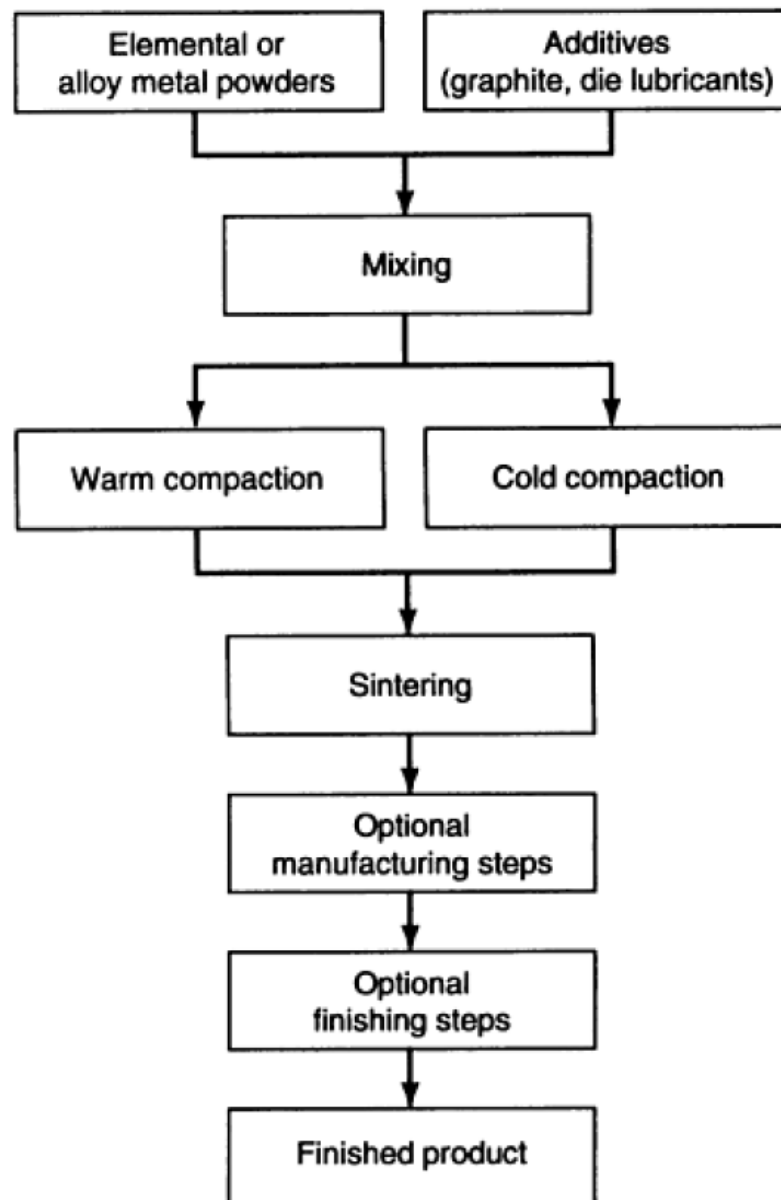 Elemental or
alloy metal powders
Additives
(graphite, die lubricants)
Mixing
Warm compaction
Cold compaction
Sintering
Optional
manufacturing steps
Optional
finishing steps
Finished product